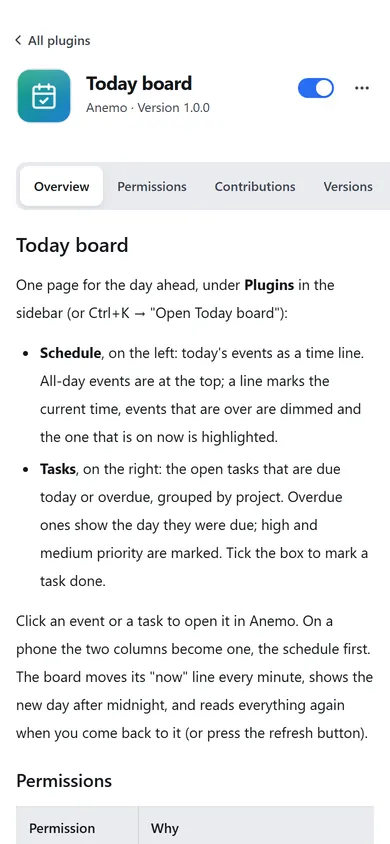 All plugins
Today board
Anemo · Version 1.0.0
Overview Permissions Contributions Versions
Today board
One page for the day ahead, under Plugins in the
sidebar (or Ctrl+K → "Open Today board"):
• Schedule, on the left: today's events as a time line.
All-day events are at the top; a line marks the
current time, events that are over are dimmed and
the one that is on now is highlighted.
• Tasks, on the right: the open tasks that are due
today or overdue, grouped by project. Overdue
ones show the day they were due; high and
medium priority are marked. Tick the box to mark a
task done.
Click an event or a task to open it in Anemo. On a
phone the two columns become one, the schedule first.
The board moves its "now" line every minute, shows the
new day after midnight, and reads everything again
when you come back to it (or press the refresh button).
Permissions
Permission Why